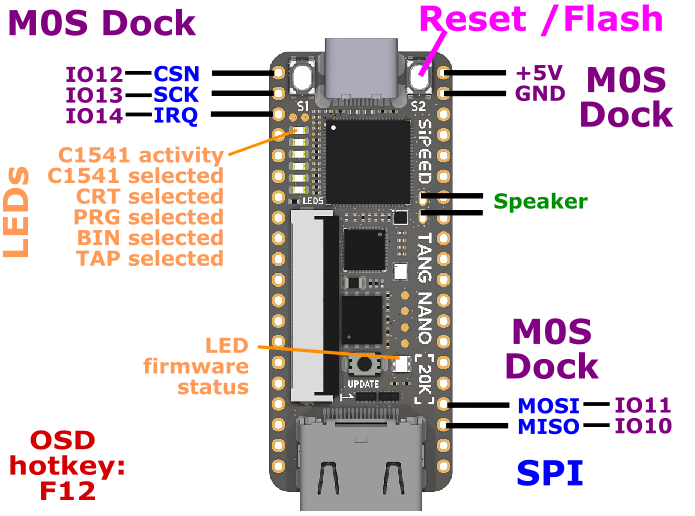 M0S Dock
Reset /Flash
IO12 CSN
IO13 SCK
IO14 IRQ
+5V
GND
M0S
Dock
S1
S2
SiPEED
TANG NANO
20K
LEDs
C1541 activity
C1541 selected
CRT selected
PRG selected
BIN selected
TAP selected
LEDS
Speaker
LED
firmware
status
UPDATE
M0S
Dock
MOSI IO11
MISO IO10
SPI
OSD
hotkey:
F12